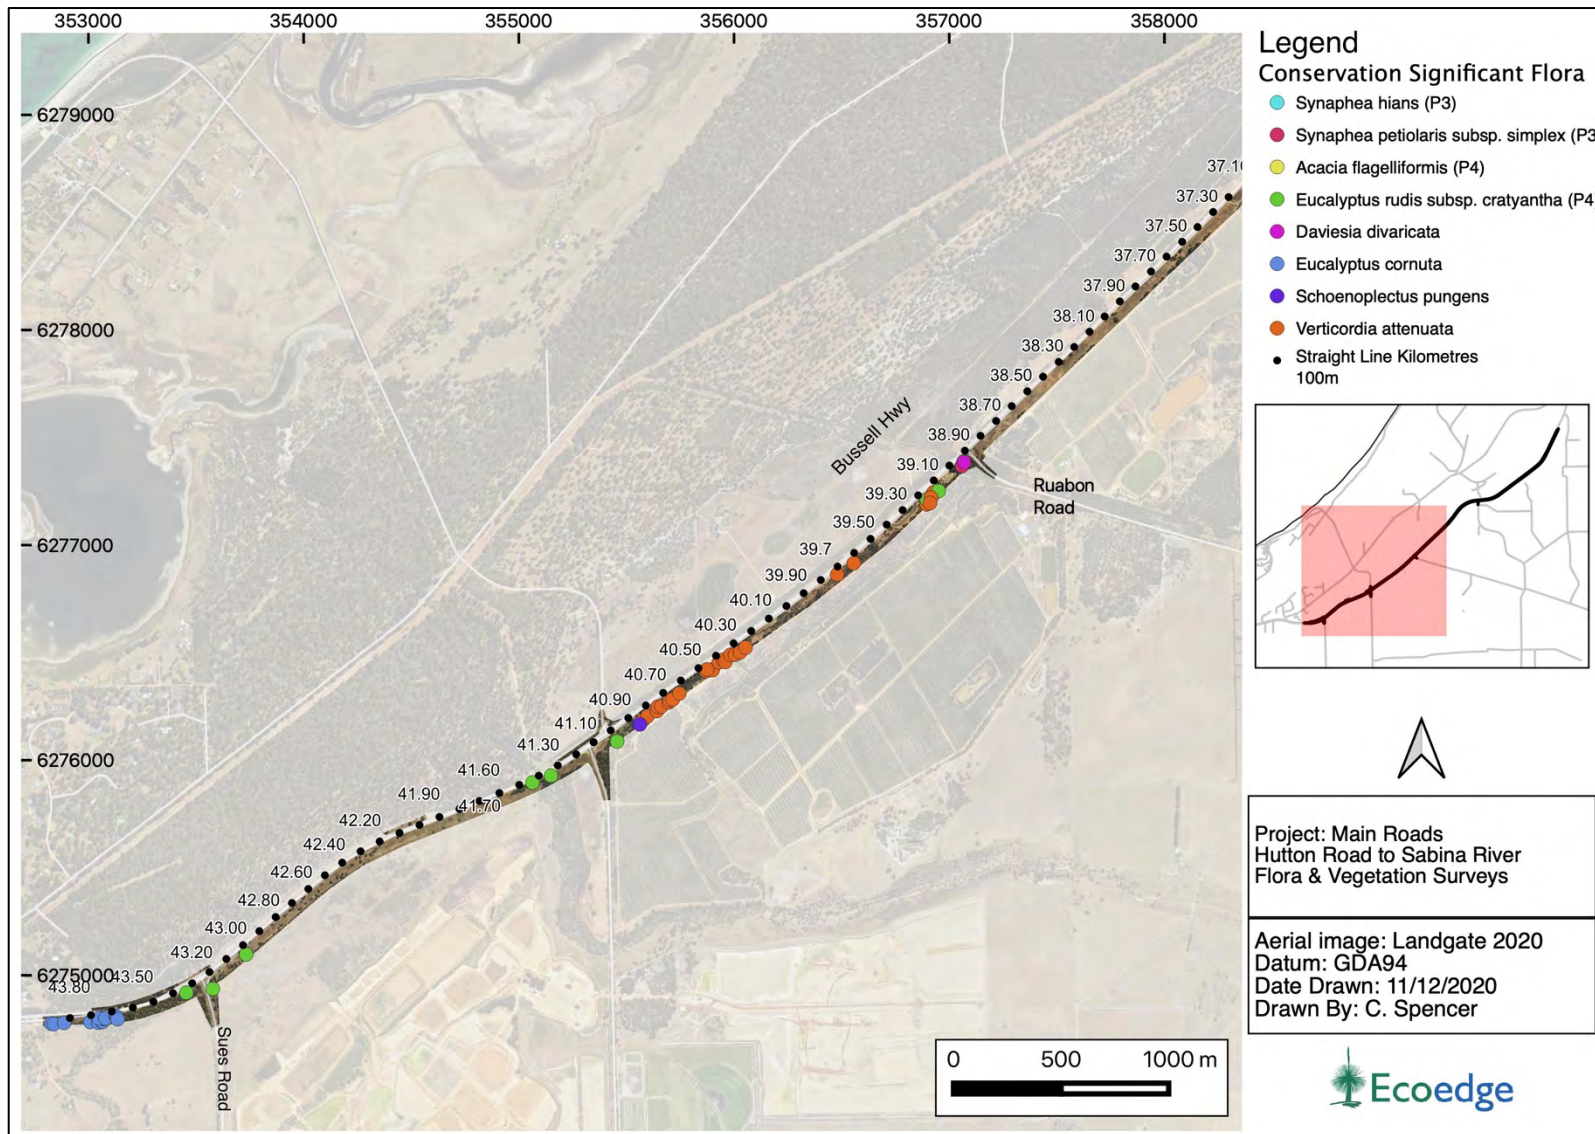 353000
354000
355000
356000
357000
358000
6279000
6278000
6277000
6276000
6275000
37.10
37.30
37.50
37.70
37.90
38.10
38.30
38.50
38.70
38.90
39.10
39.30
39.50
39.7
39.90
40.10
40.30
40.50
40.70
40.90
41.10
41.30
41.60
41.70
41.90
42.20
42.40
42.60
42.80
43.00
43.20
43.50
43.80
Bussell Hwy
Ruabon
Road
Sues Road
0 500 1000 m
Legend
Conservation Significant Flora
Synaphea hians (P3)
Synaphea petiolaris subsp. simplex (P3
Acacia flagelliformis (P4)
Eucalyptus rudis subsp. cratyantha (P4
Daviesia divaricata
Eucalyptus cornuta
Schoenoplectus pungens
Verticordia attenuata
Straight Line Kilometres
100m
Project: Main Roads
Hutton Road to Sabina River
Flora & Vegetation Surveys
Aerial image: Landgate 2020
Datum: GDA94
Date Drawn: 11/12/2020
Drawn By: C. Spencer
Ecoedge